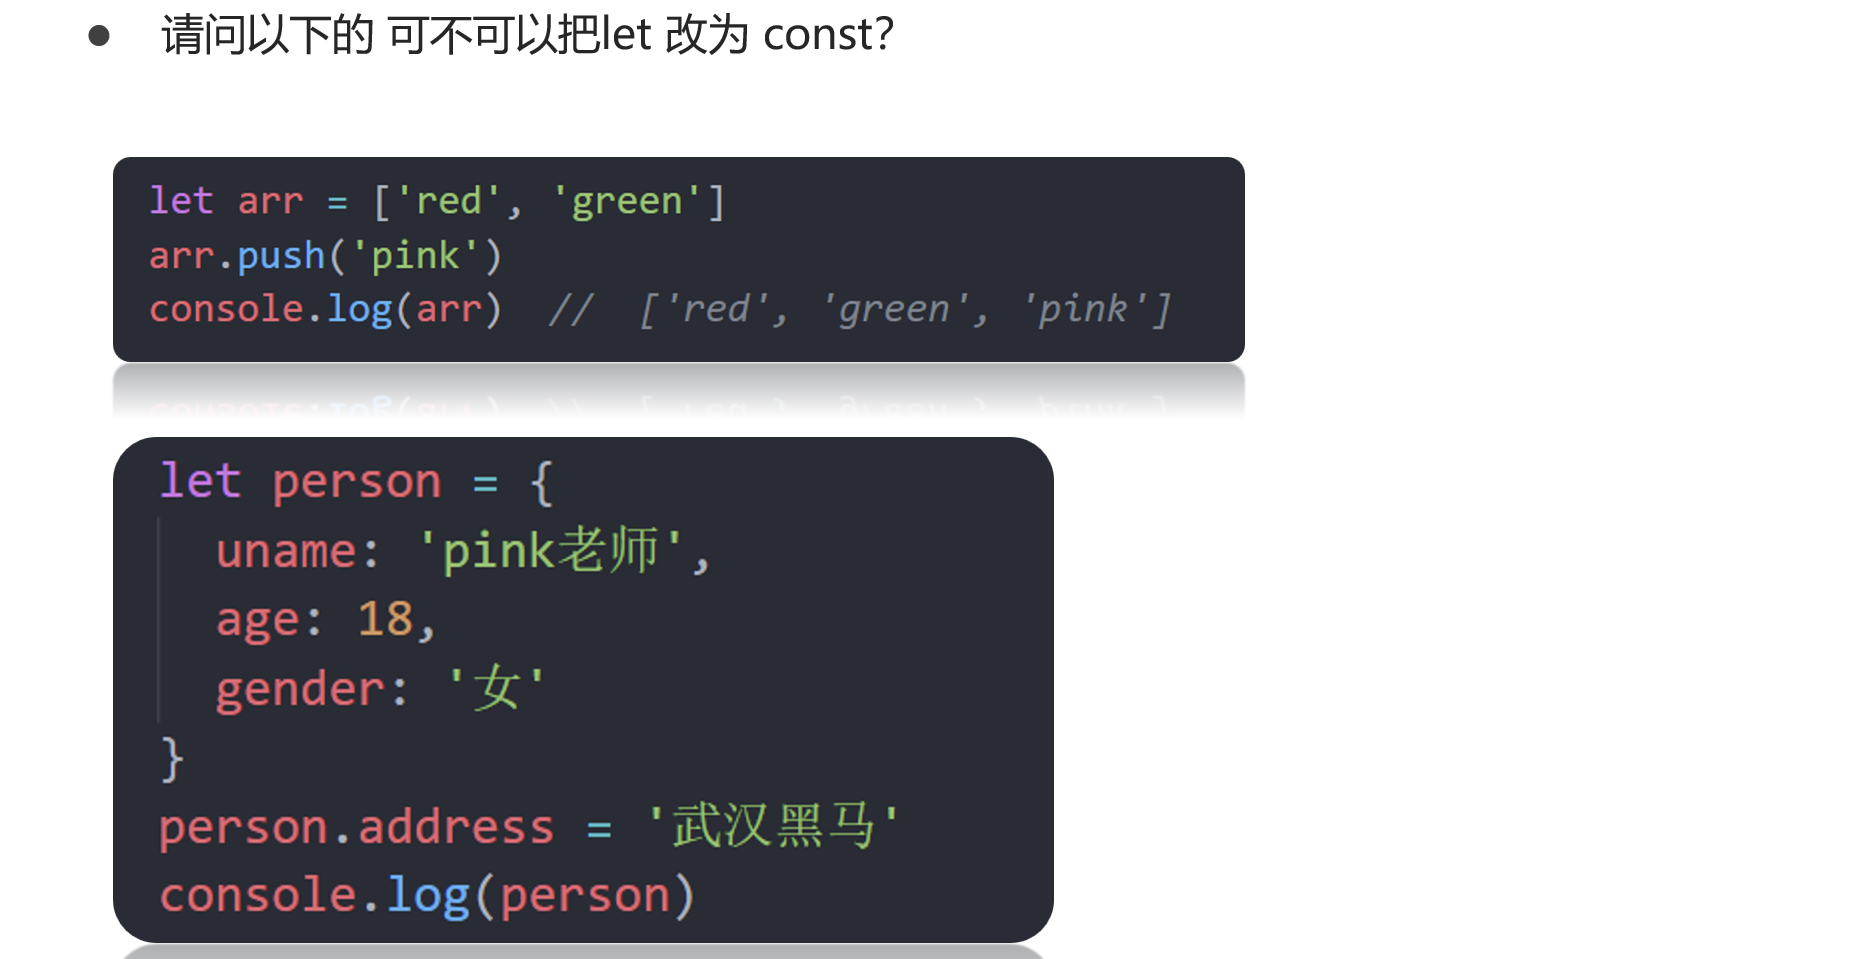 ● 请问以下的 可不可以把let 改为 const？
let arr = ['red', 'green']
arr.push('pink')
console.log(arr)  //  ['red', 'green', 'pink']
let person = {
  uname: 'pink老师',
  age: 18,
  gender: '女'
}
person.address = '武汉黑马'
console.log(person)